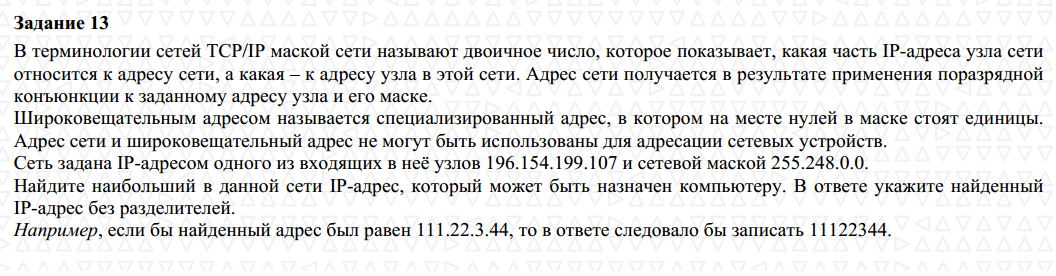 Задание 13
В терминологии сетей TCP/IP маской сети называют двоичное число, которое показывает, какая часть IP-адреса узла сети
относится к адресу сети, а какая – к адресу узла в этой сети. Адрес сети получается в результате применения поразрядной
конъюнкции к заданному адресу узла и его маске.
Широковещательным адресом называется специализированный адрес, в котором на месте нулей в маске стоят единицы.
Адрес сети и широковещательный адрес не могут быть использованы для адресации сетевых устройств.
Сеть задана IP-адресом одного из входящих в неё узлов 196.154.199.107 и сетевой маской 255.248.0.0.
Найдите наибольший в данной сети IP-адрес, который может быть назначен компьютеру. В ответе укажите найденный
IP-адрес без разделителей.
Например, если бы найденный адрес был равен 111.22.3.44, то в ответе следовало бы записать 11122344.